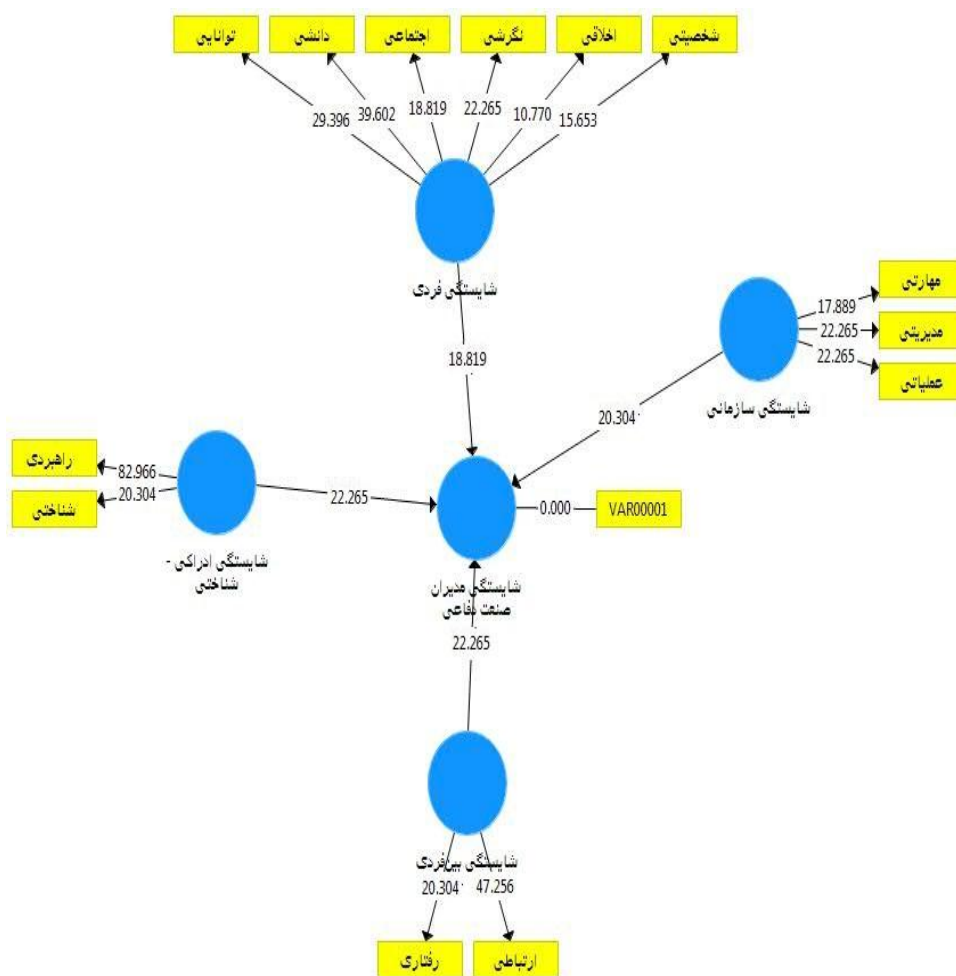 توانایی
دانشی
اجتماعی
نگرشی
اخلاقی
شخصیتی
29.396
39.602
18.819
22.265
10.770
15.653
شایستگی فردی
18.819
مهارتی
17.889
مدیریتی
22.265
عملیاتی
22.265
شایستگی سازمانی
20.304
راهبردی
82.966
شناختی
20.304
شایستگی ادراکی -
شناختی
22.265
0.000
VAR00001
شایستگی مدیران
صنعت دفاعی
22.265
شایستگی بین‌فردی
20.304
47.256
رفتاری
ارتباطی